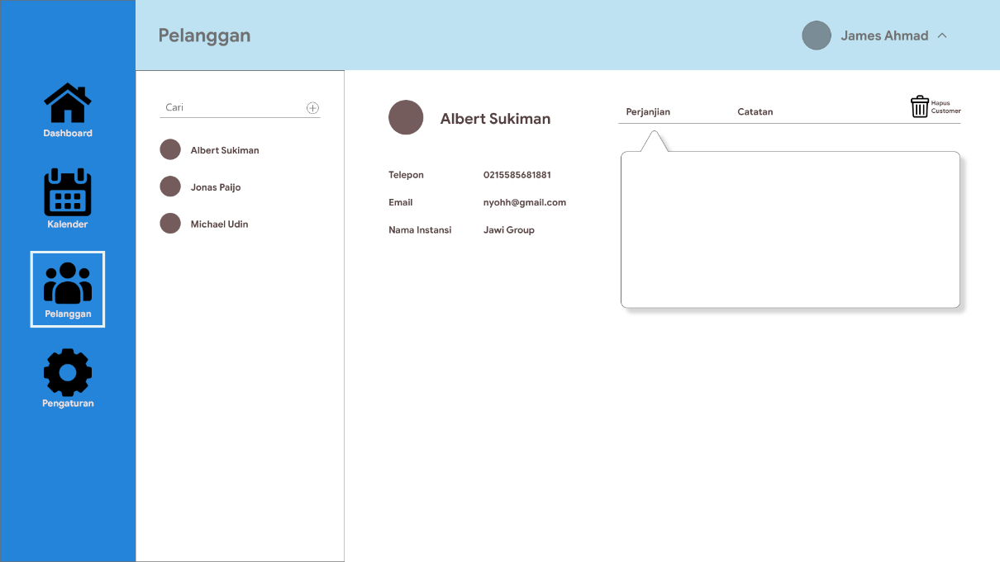 Pelanggan
James Ahmad
Dashboard
Kalender
Pelanggan
Pengaturan
Cari
Albert Sukiman
Jonas Paijo
Michael Udin
Albert Sukiman
Telepon 0215585681881
Email nyohh@gmail.com
Nama Instansi Jawi Group
Perjanjian Catatan
Hapus
Customer